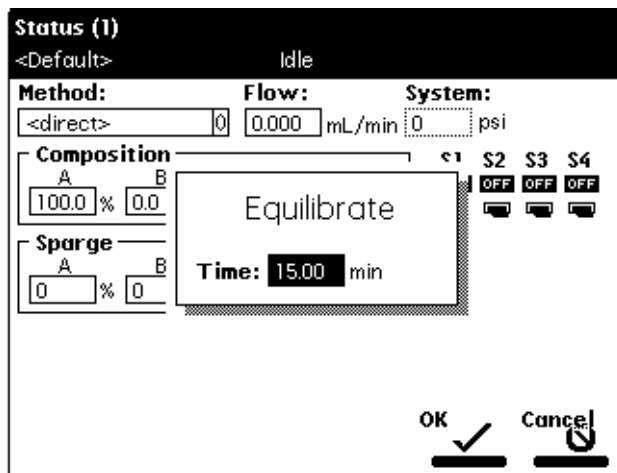 Status (1)
<Default> Idle
Method: Flow: System:
<direct> 0 0.000 mL/min 0 psi
Composition S1 S2 S3 S4
A B
OFF OFF OFF
100.0 % 0.0
Equilibrate
Sparge
A B
Time: 15.00 min
0 % 0
OK Cancel